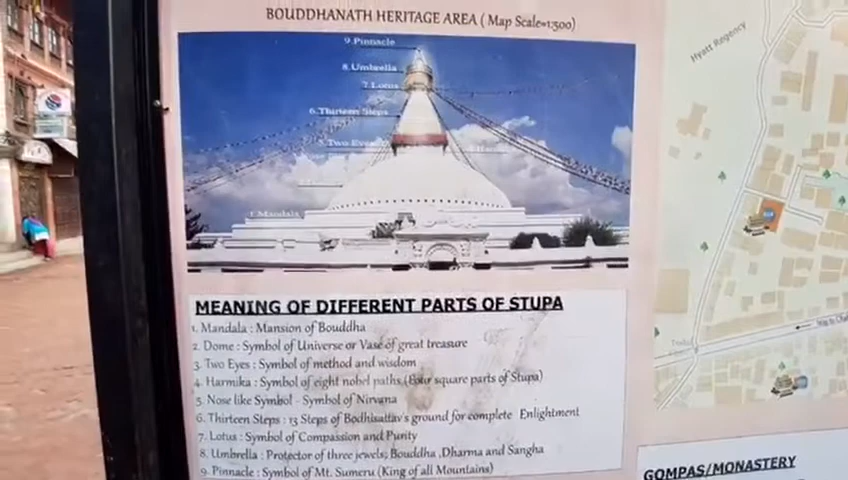 BOUDDHANATH HERITAGE AREA ( Map Scale=1:500)
9. Pinnacle
8. Umbrella
7. Lotus
6. Thirteen Steps
Two Eyes
1. Mandala
Hyatt Regency
MEANING OF DIFFERENT PARTS OF STUPA
1. Mandala : Mansion of Bouddha
2. Dome : Symbol of Universe or Vase of great treasure
3. Two Eyes : Symbol of method and wisdom
4. Harmika : Symbol of eight nobel paths (Four square parts of Stupa)
5. Nose like Symbol - Symbol of Nirvana
6. Thirteen Steps : 13 Steps of Bodhisattav's ground for complete Enlightment
7. Lotus : Symbol of Compassion and Purity
8. Umbrella : Protector of three jewels; Bouddha ,Dharma and Sangha
9. Pinnacle : Symbol of Mt. Sumeru (King of all Mountains)
GOMPAS/MONASTERY